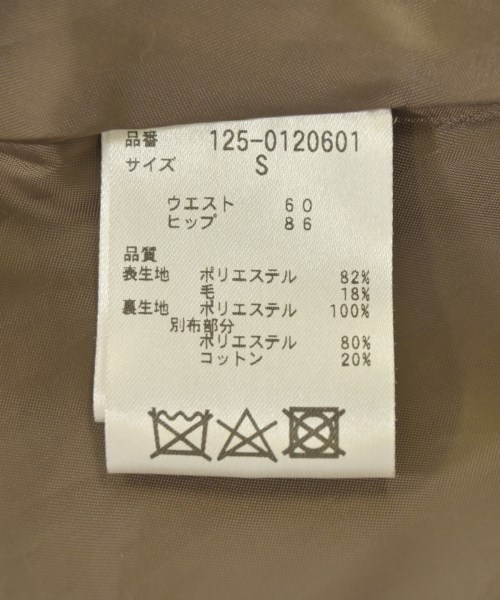 品番 125-0120601
サイズ S
ウエスト 60
ヒップ 86
品質
表生地 ポリエステル 82%
毛 18%
裏生地 ポリエステル 100%
別布部分
ポリエステル 80%
コットン 20%